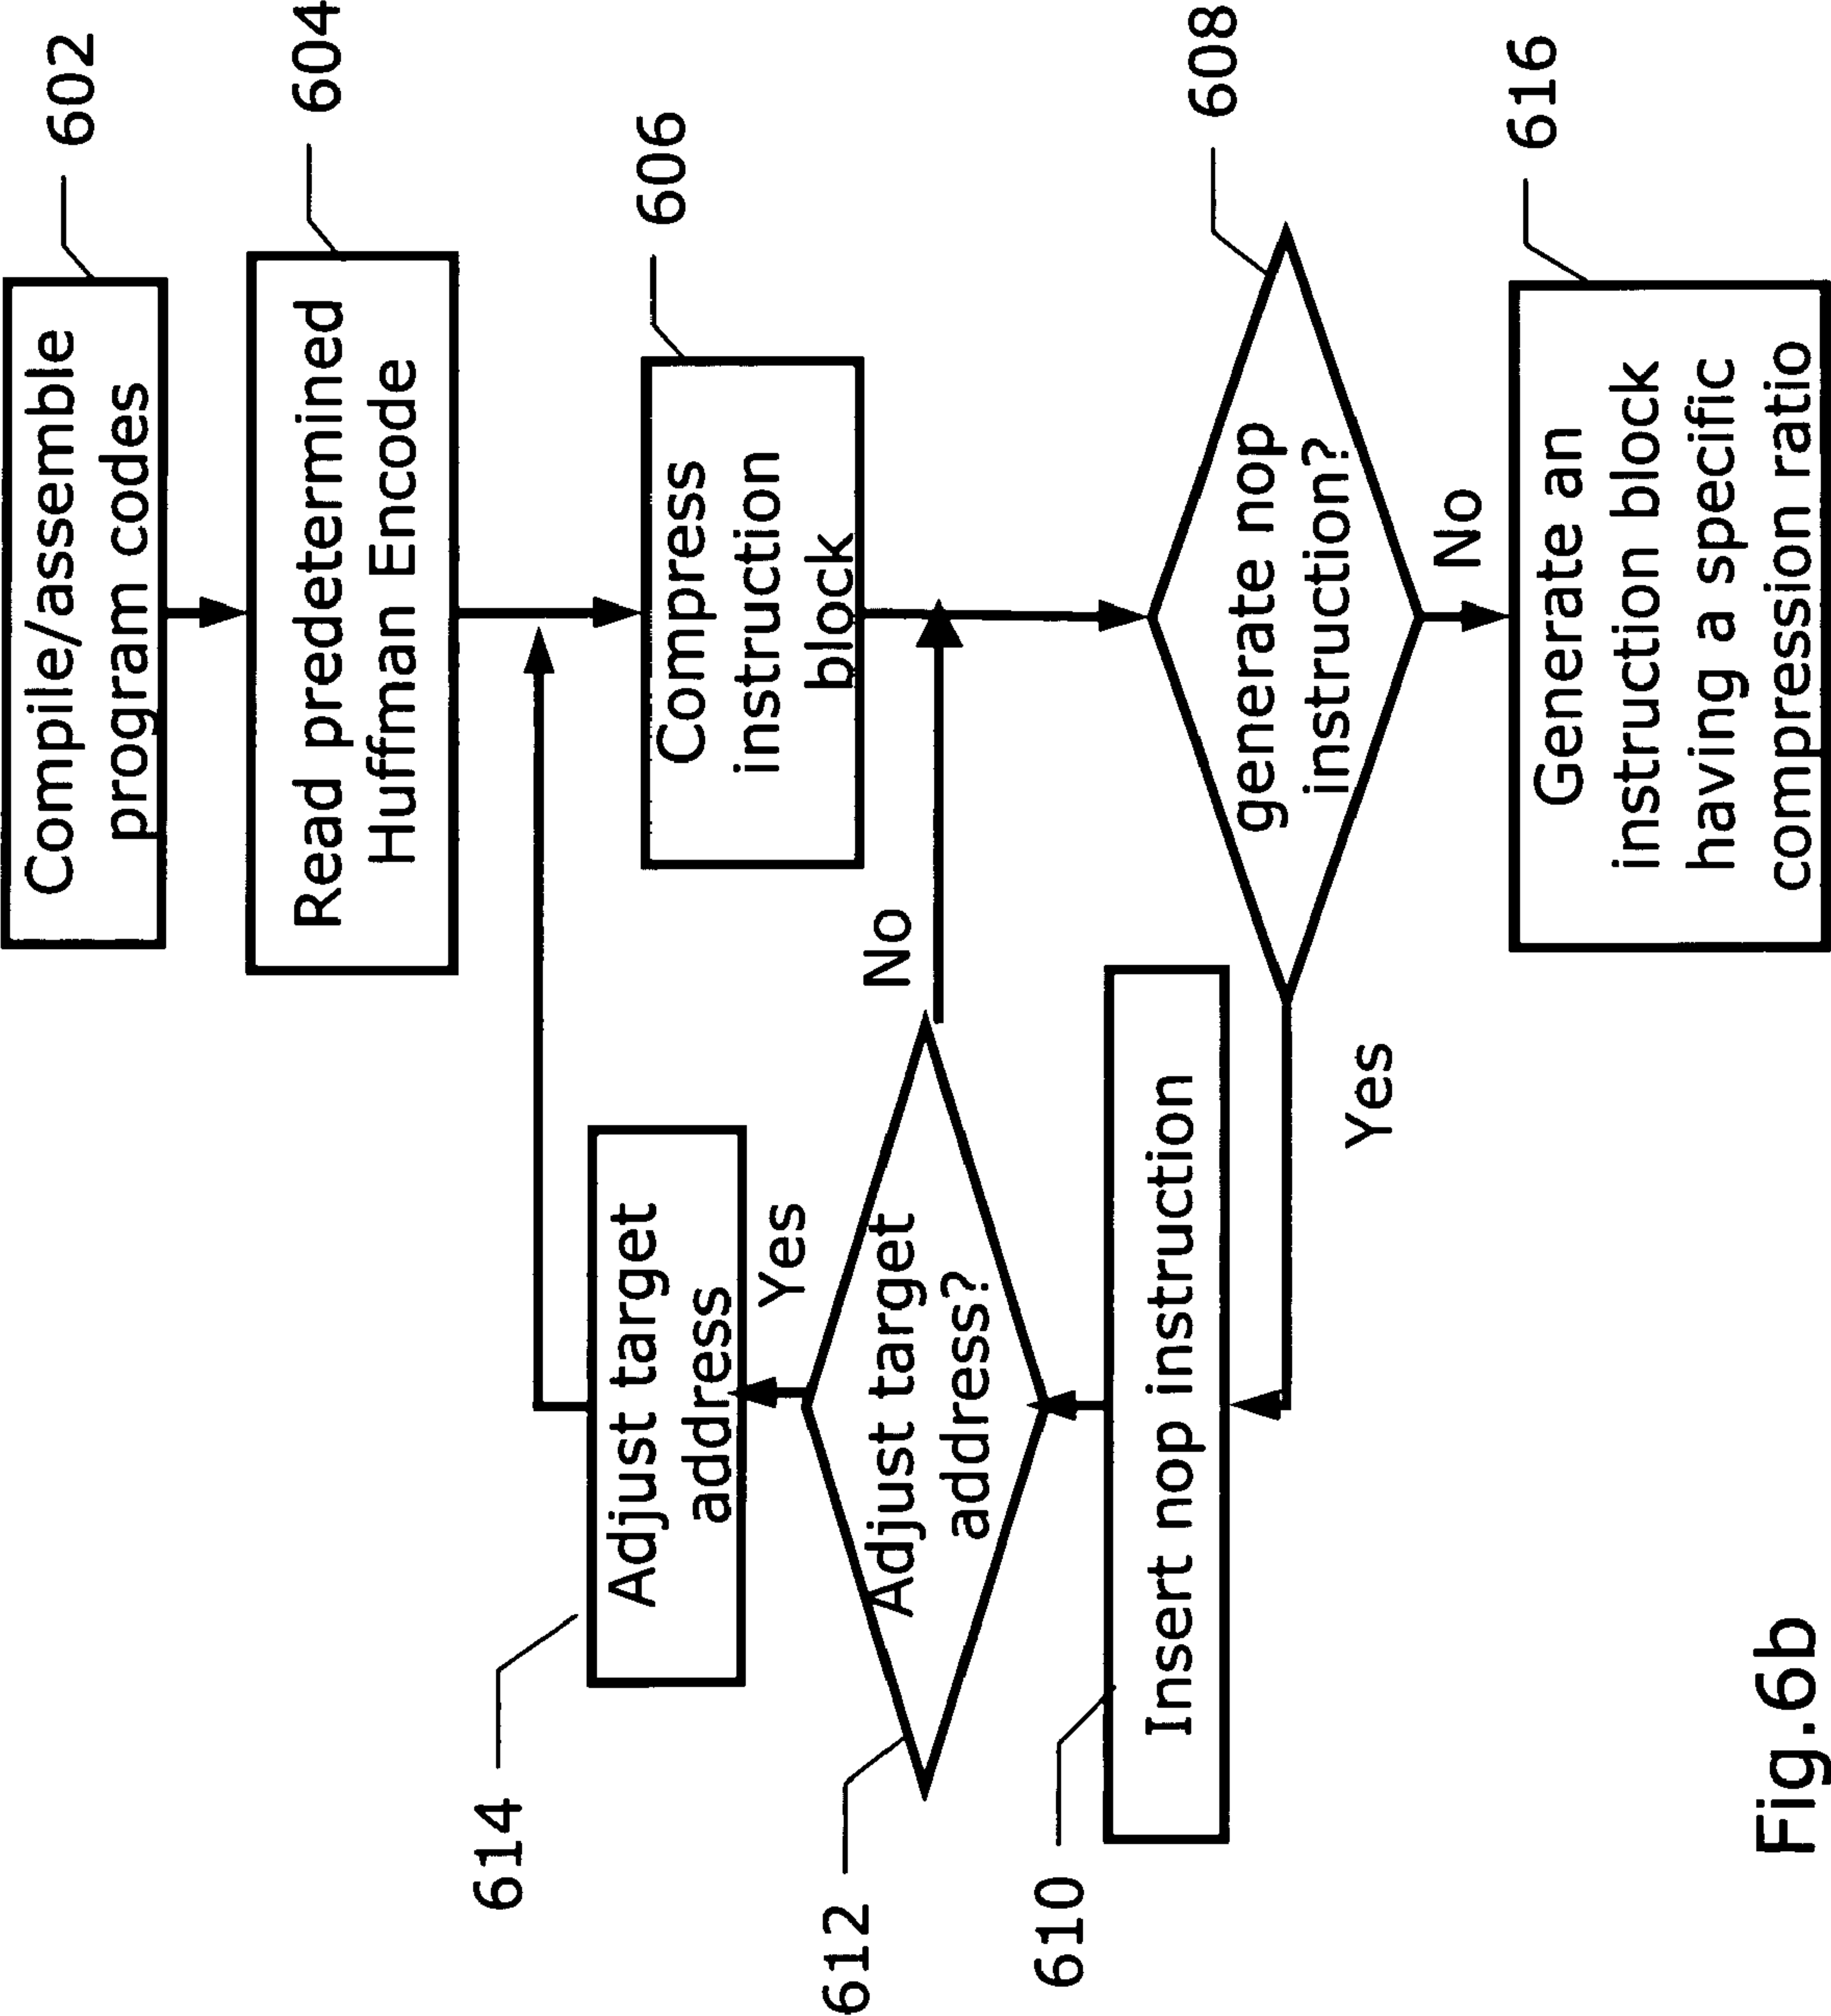 602
Compile/assemble
program codes
604
Read predetermined
Huffman Encode
614
Adjust target
address
606
Compress
instruction
block
Yes
No
612
Adjust target
address?
608
generate nop
instruction?
610
Insert nop instruction
Yes
No
616
Generate an
instruction block
having a specific
compression ratio
Fig.6b